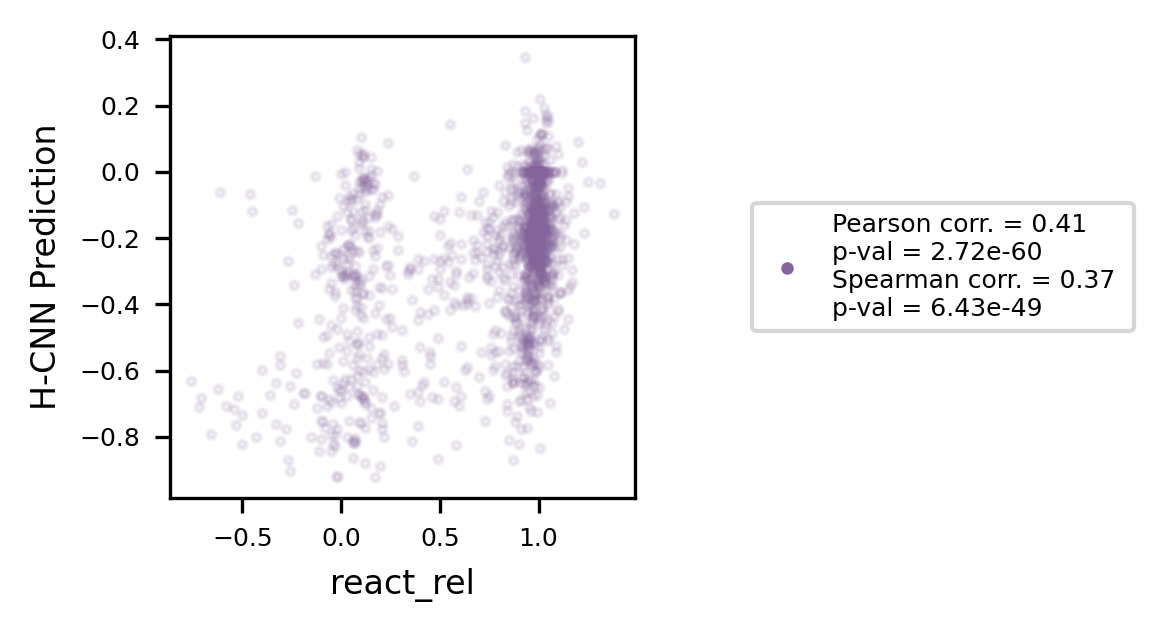 H-CNN Prediction
0.4
0.2
0.0
−0.2
−0.4
−0.6
−0.8
−0.5 0.0 0.5 1.0
react_rel
Pearson corr. = 0.41
p-val = 2.72e-60
Spearman corr. = 0.37
p-val = 6.43e-49